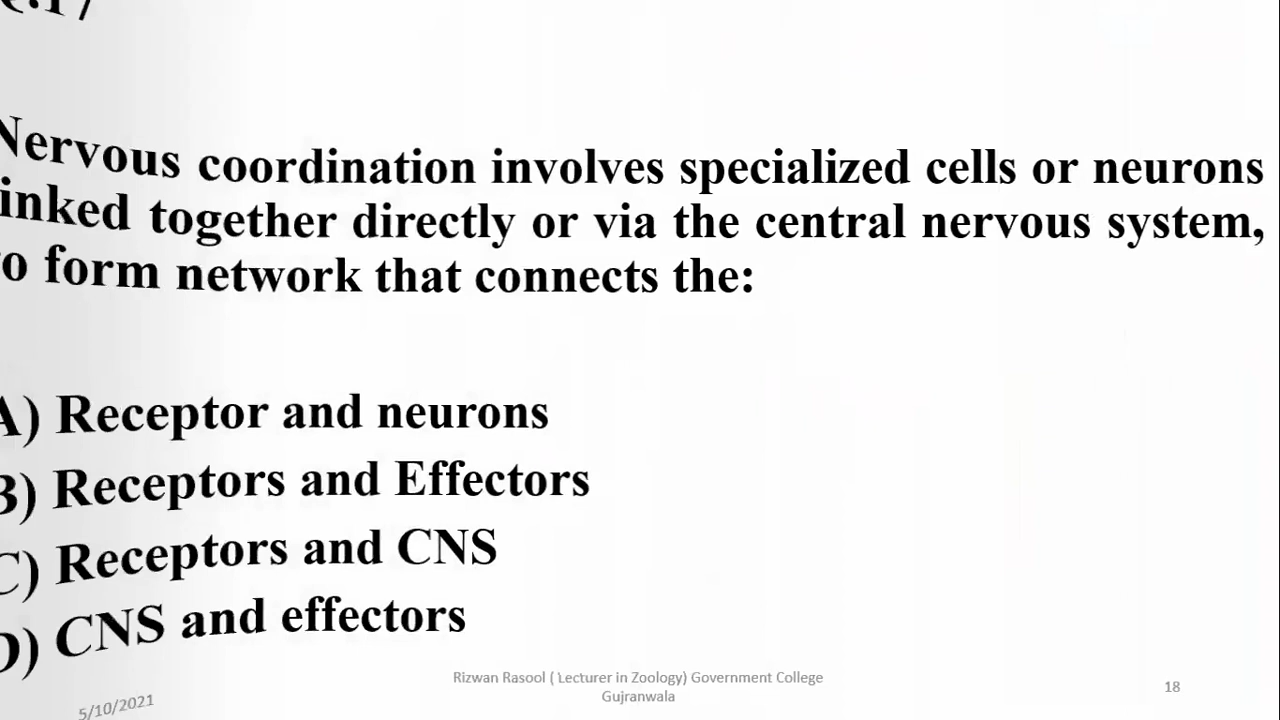 Nervous coordination involves specialized cells or neurons
linked together directly or via the central nervous system,
to form network that connects the:
A) Receptor and neurons
B) Receptors and Effectors
C) Receptors and CNS
D) CNS and effectors
Rizwan Rasool ( Lecturer in Zoology) Government College
Gujranwala
18
5/10/2021